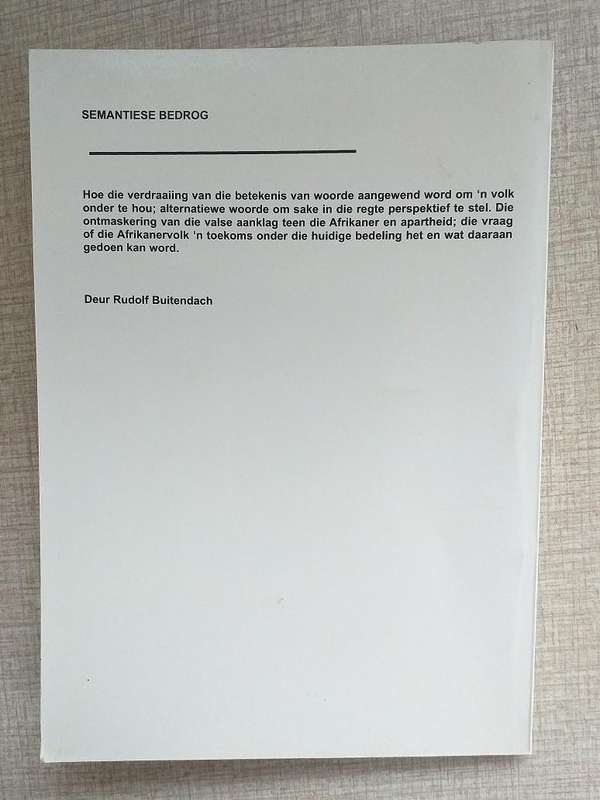 SEMANTIESE BEDROG
Hoe die verdraaiing van die betekenis van woorde aangewend word om ‘n volk
onder te hou; alternatiewe woorde om sake in die regte perspektief te stel. Die
ontmaskering van die valse aanklag teen die Afrikaner en apartheid; die vraag
of die Afrikanervolk ‘n toekoms onder die huidige bedeling het en wat daaraan
gedoen kan word.
Deur Rudolf Buitendach